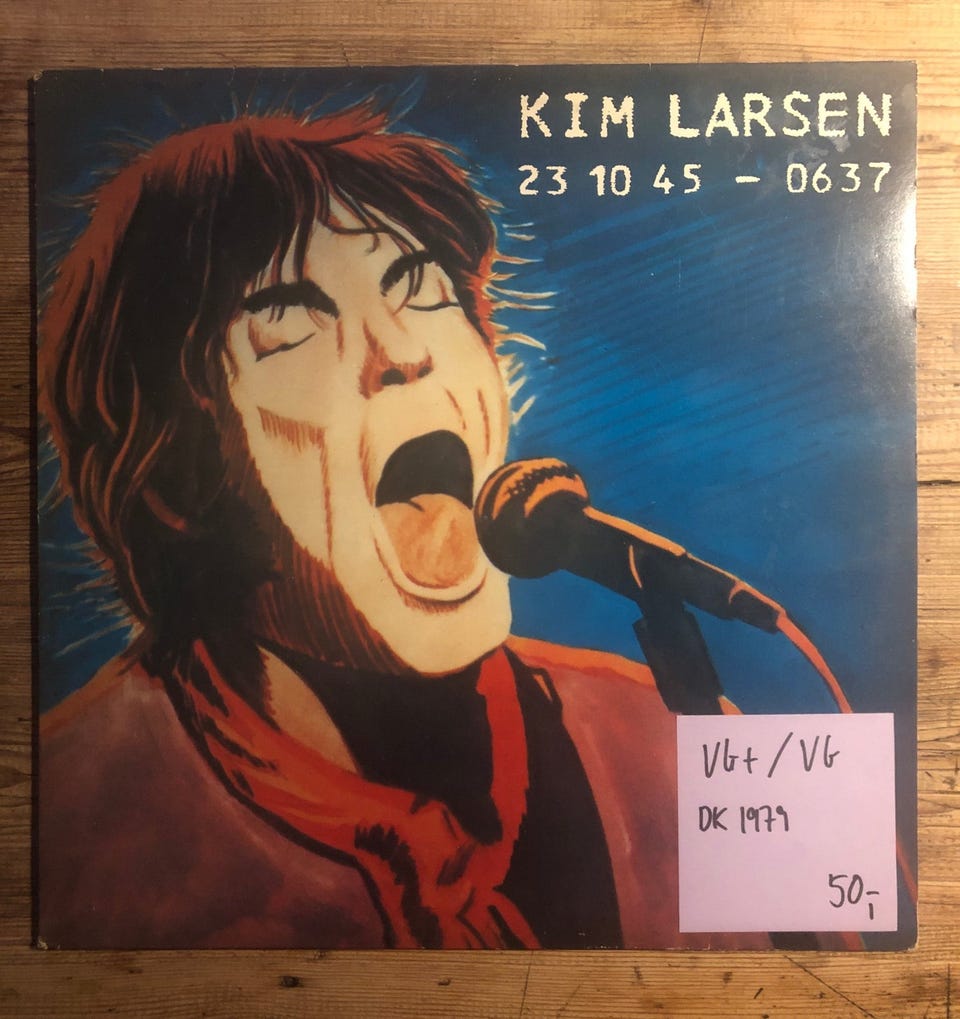 KIM LARSEN
23 10 45 - 0637
VG+/VG
DK 1979
50,-